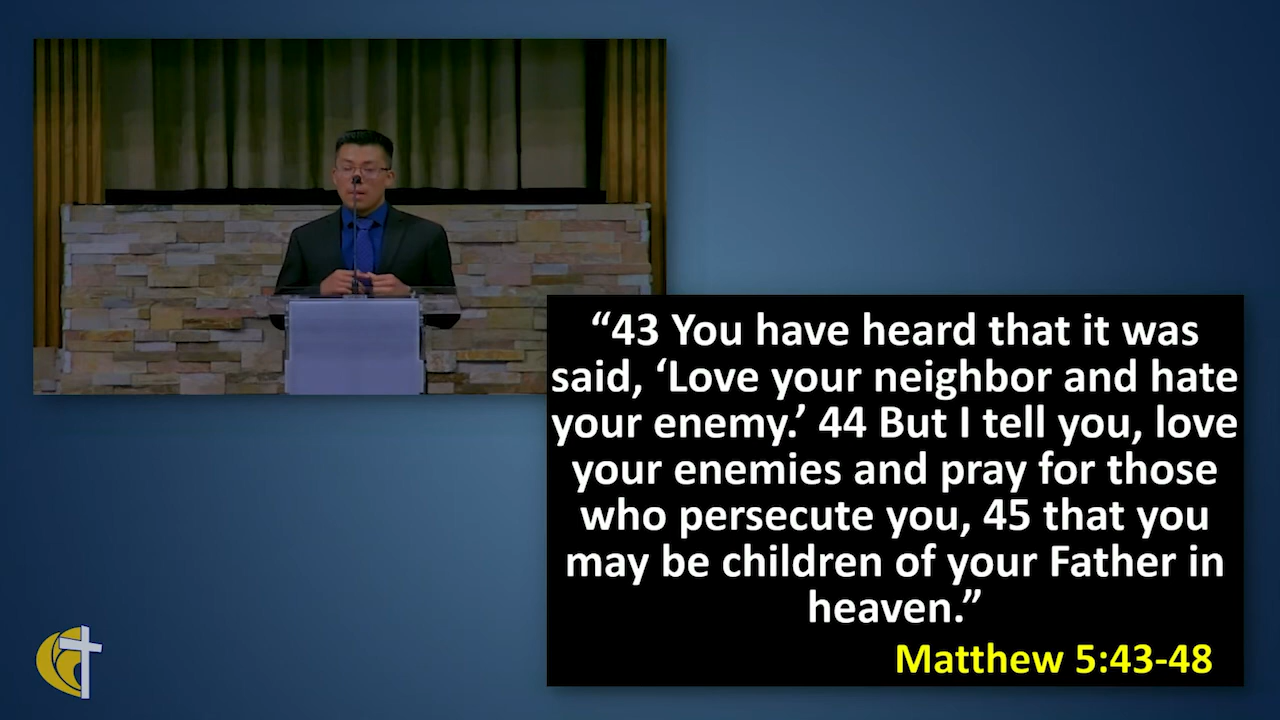 “43 You have heard that it was
said, ‘Love your neighbor and hate
your enemy.’ 44 But I tell you, love
your enemies and pray for those
who persecute you, 45 that you
may be children of your Father in
heaven.”
Matthew 5:43-48